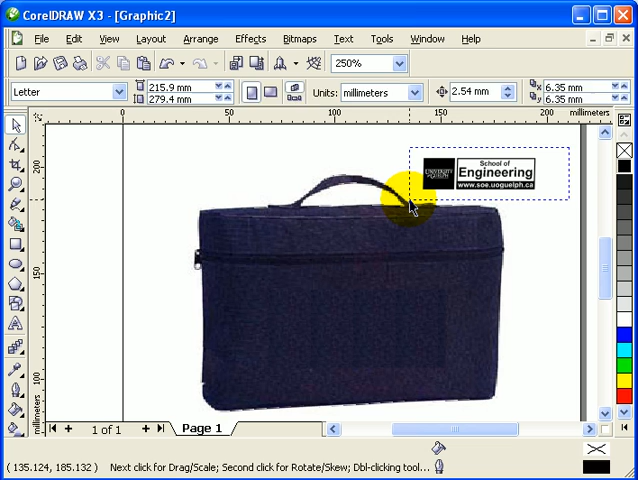 CorelDRAW X3 - [Graphic2]
File Edit View Layout Arrange Effects Bitmaps Text Tools Window Help
250%
Letter 215.9 mm 279.4 mm Units: millimeters 2.54 mm x: 6.35 mm y: 6.35 mm
0 50 100 150 200 millimeters
200
150
100
millimeters
UNIVERSITY of GUELPH
School of
Engineering
www.soe.uoguelph.ca
1 of 1 Page 1
( 135.124, 185.132 ) Next click for Drag/Scale; Second click for Rotate/Skew; Dbl-clicking tool...